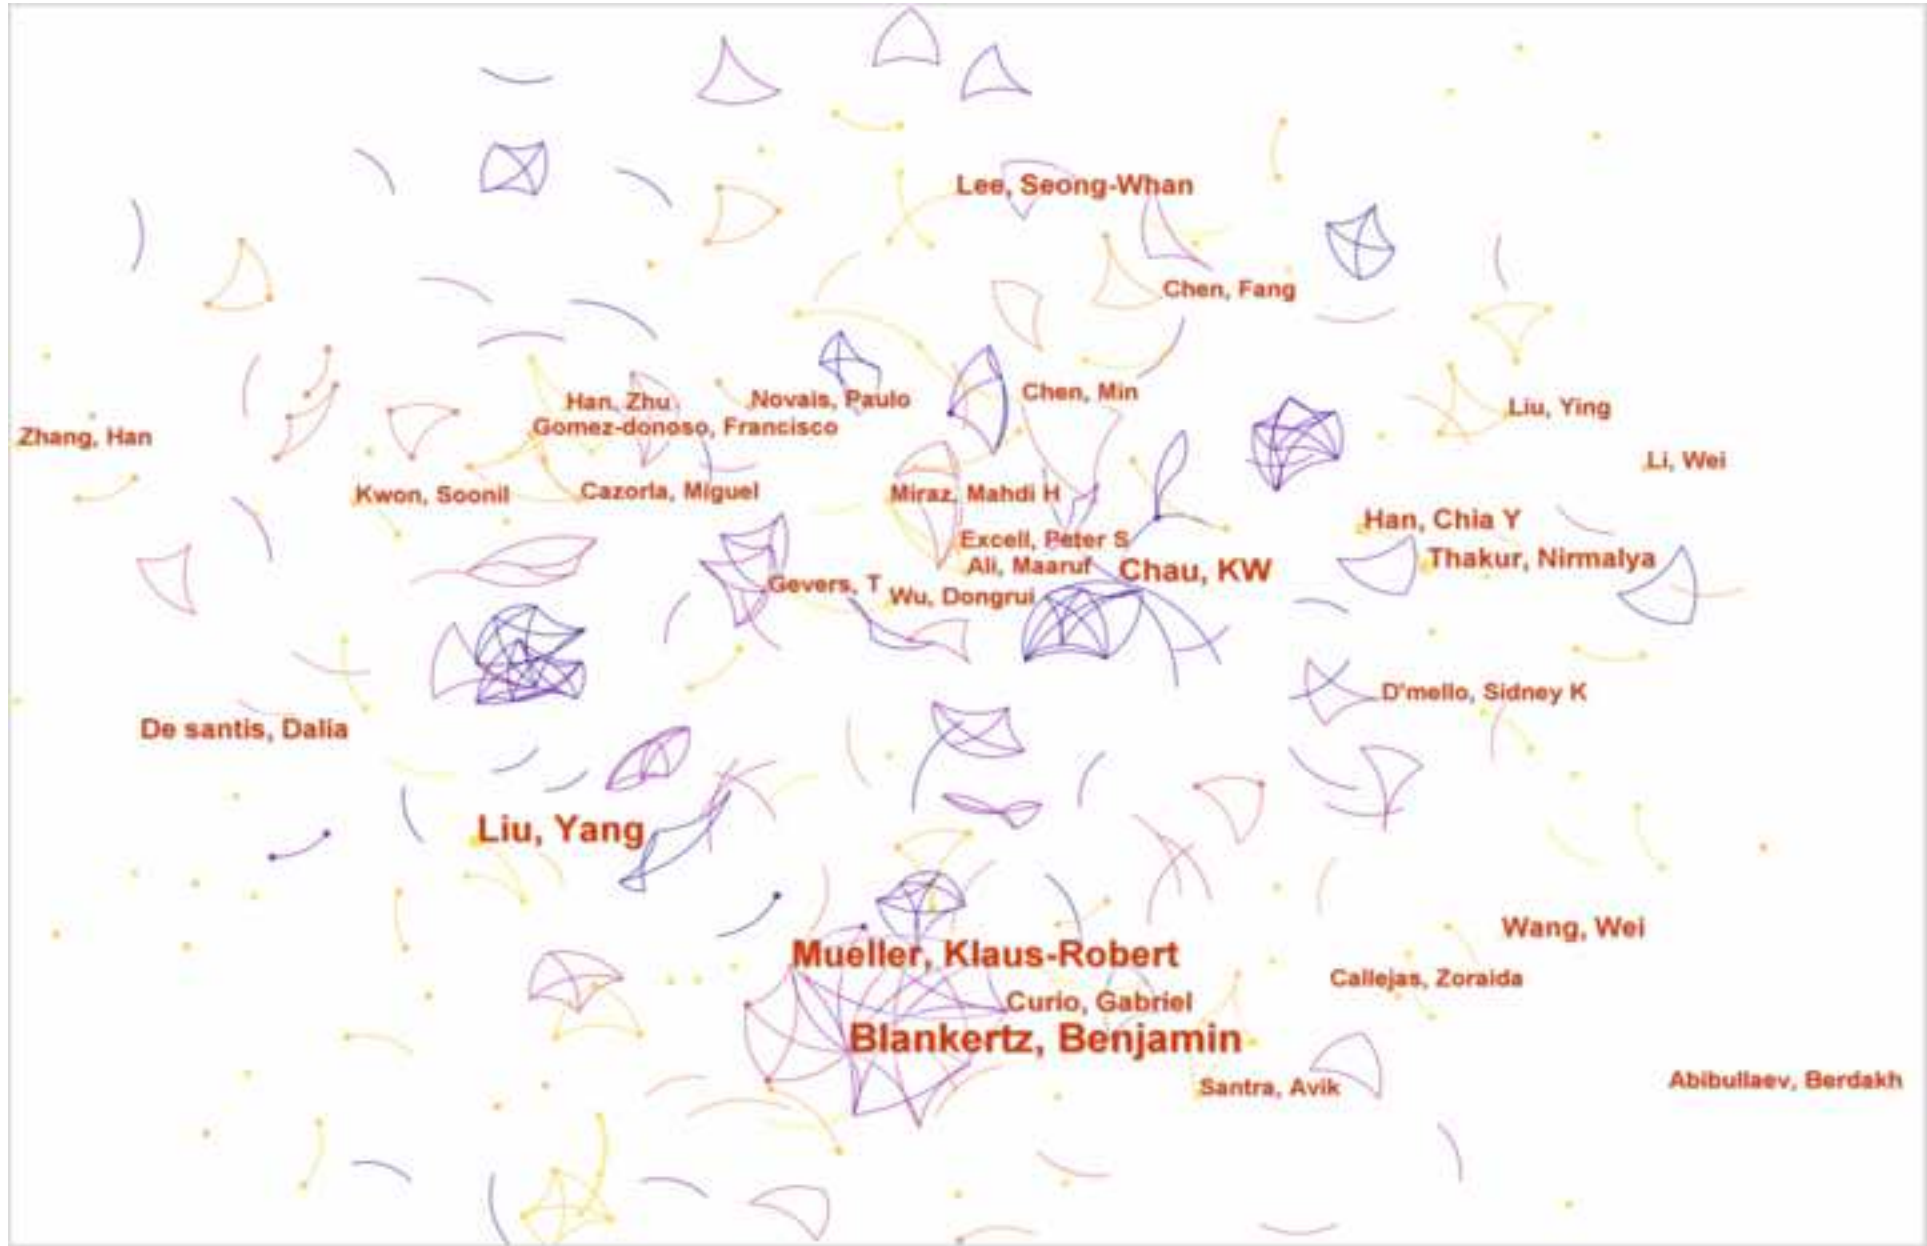 Lee, Seong-Whan
Chen, Fang
Chen, Min
Han, Zhu
Novais, Paulo
Liu, Ying
Gomez-donoso, Francisco
Zhang, Han
Li, Wei
Kwon, Soonil
Cazorla, Miguel
Miraz, Mahdi H
Han, Chia Y
Excell, Peter S
Thakur, Nirmalya
Ali, Maaruf
Chau, KW
Gevers, T
Wu, Dongrui
D'mello, Sidney K
De santis, Dalia
Liu, Yang
Wang, Wei
Mueller, Klaus-Robert
Callejas, Zoraida
Curio, Gabriel
Blankertz, Benjamin
Santra, Avik
Abibullaev, Berdakh